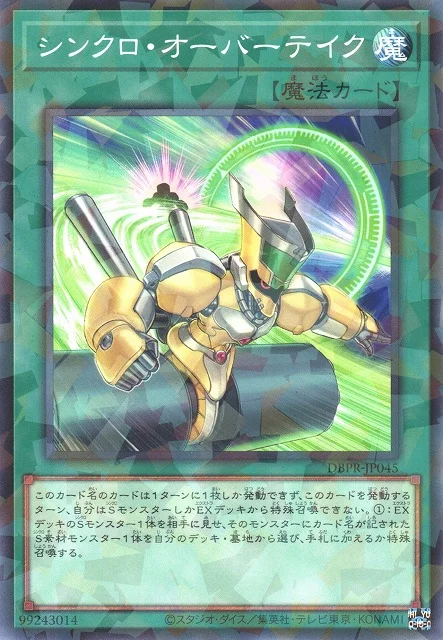 シンクロ・オーバーテイク 魔
【魔法カード】
DBPR-JP045
このカード名のカードは1ターンに1枚しか発動できず、このカードを発動する
ターン、自分はSモンスターしかEXデッキから特殊召喚できない。①:EX
デッキのSモンスター1体を相手に見せ、そのモンスターにカード名が記された
S素材モンスター1体を自分のデッキ・墓地から選び、手札に加えるか特殊
召喚する。
99243014 ©スタジオ・ダイス/集英社・テレビ東京・KONAMI